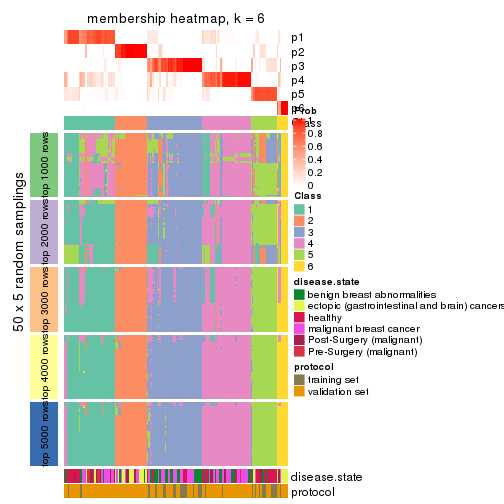 membership heatmap, k = 6
p1
p2
p3
p4
p5
p6
Prob
Class
0.8
0.6
0.4
0.2
0
Class
1
2
3
4
5
6
disease.state
benign breast abnormalities
ectopic (gastrointestinal and brain) cancers
healthy
malignant breast cancer
Post-Surgery (malignant)
Pre-Surgery (malignant)
protocol
training set
validation set
50 x 5 random samplings
top 1000 rows
top 2000 rows
top 3000 rows
top 4000 rows
top 5000 rows
disease.state
protocol